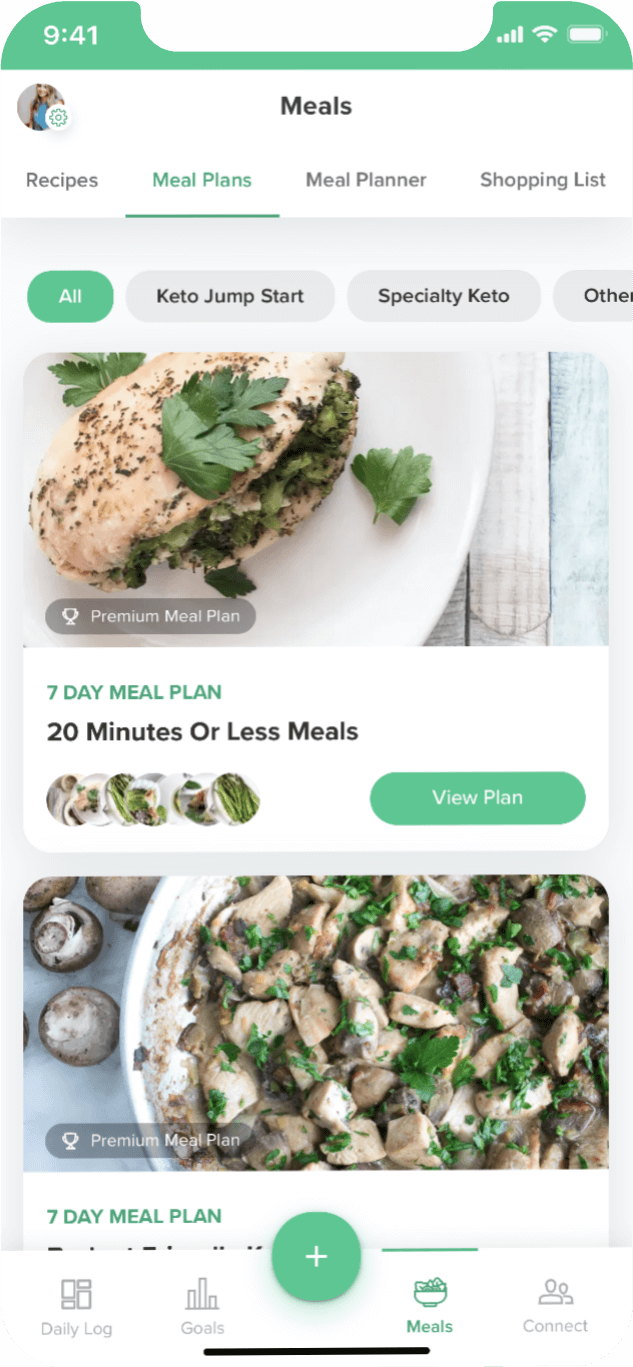 9:41
Meals
Recipes Meal Plans Meal Planner Shopping List
All Keto Jump Start Specialty Keto Other
Premium Meal Plan
7 DAY MEAL PLAN
20 Minutes Or Less Meals
View Plan
Premium Meal Plan
7 DAY MEAL PLAN
+
Daily Log Goals Meals Connect